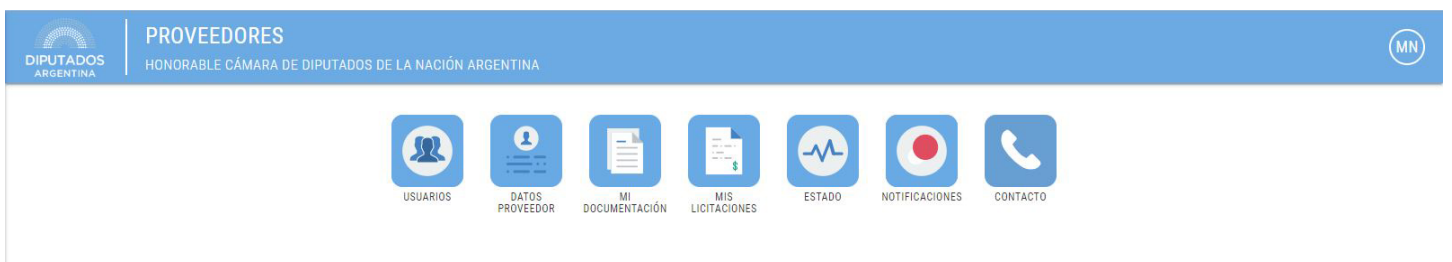 DIPUTADOS
ARGENTINA
PROVEEDORES
HONORABLE CÁMARA DE DIPUTADOS DE LA NACIÓN ARGENTINA
MN
USUARIOS
DATOS
PROVEEDOR
MI
DOCUMENTACIÓN
MIS
LICITACIONES
$
ESTADO
NOTIFICACIONES
CONTACTO